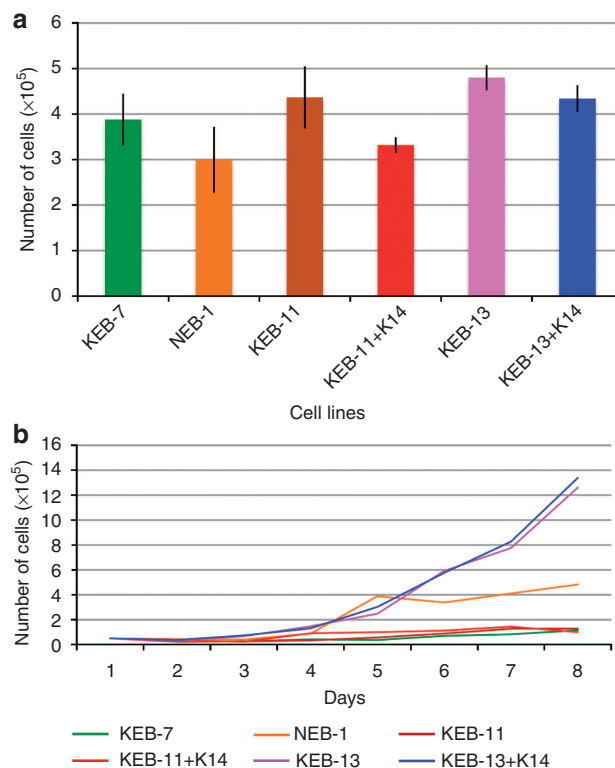 a
Number of cells (×10⁵)
6
5
4
3
2
1
0
KEB-7
NEB-1
KEB-11
KEB-11+K14
KEB-13
KEB-13+K14
Cell lines
b
Number of cells (×10⁵)
16
14
12
10
8
6
4
2
0
1 2 3 4 5 6 7 8
Days
KEB-7 NEB-1 KEB-11
KEB-11+K14 KEB-13 KEB-13+K14